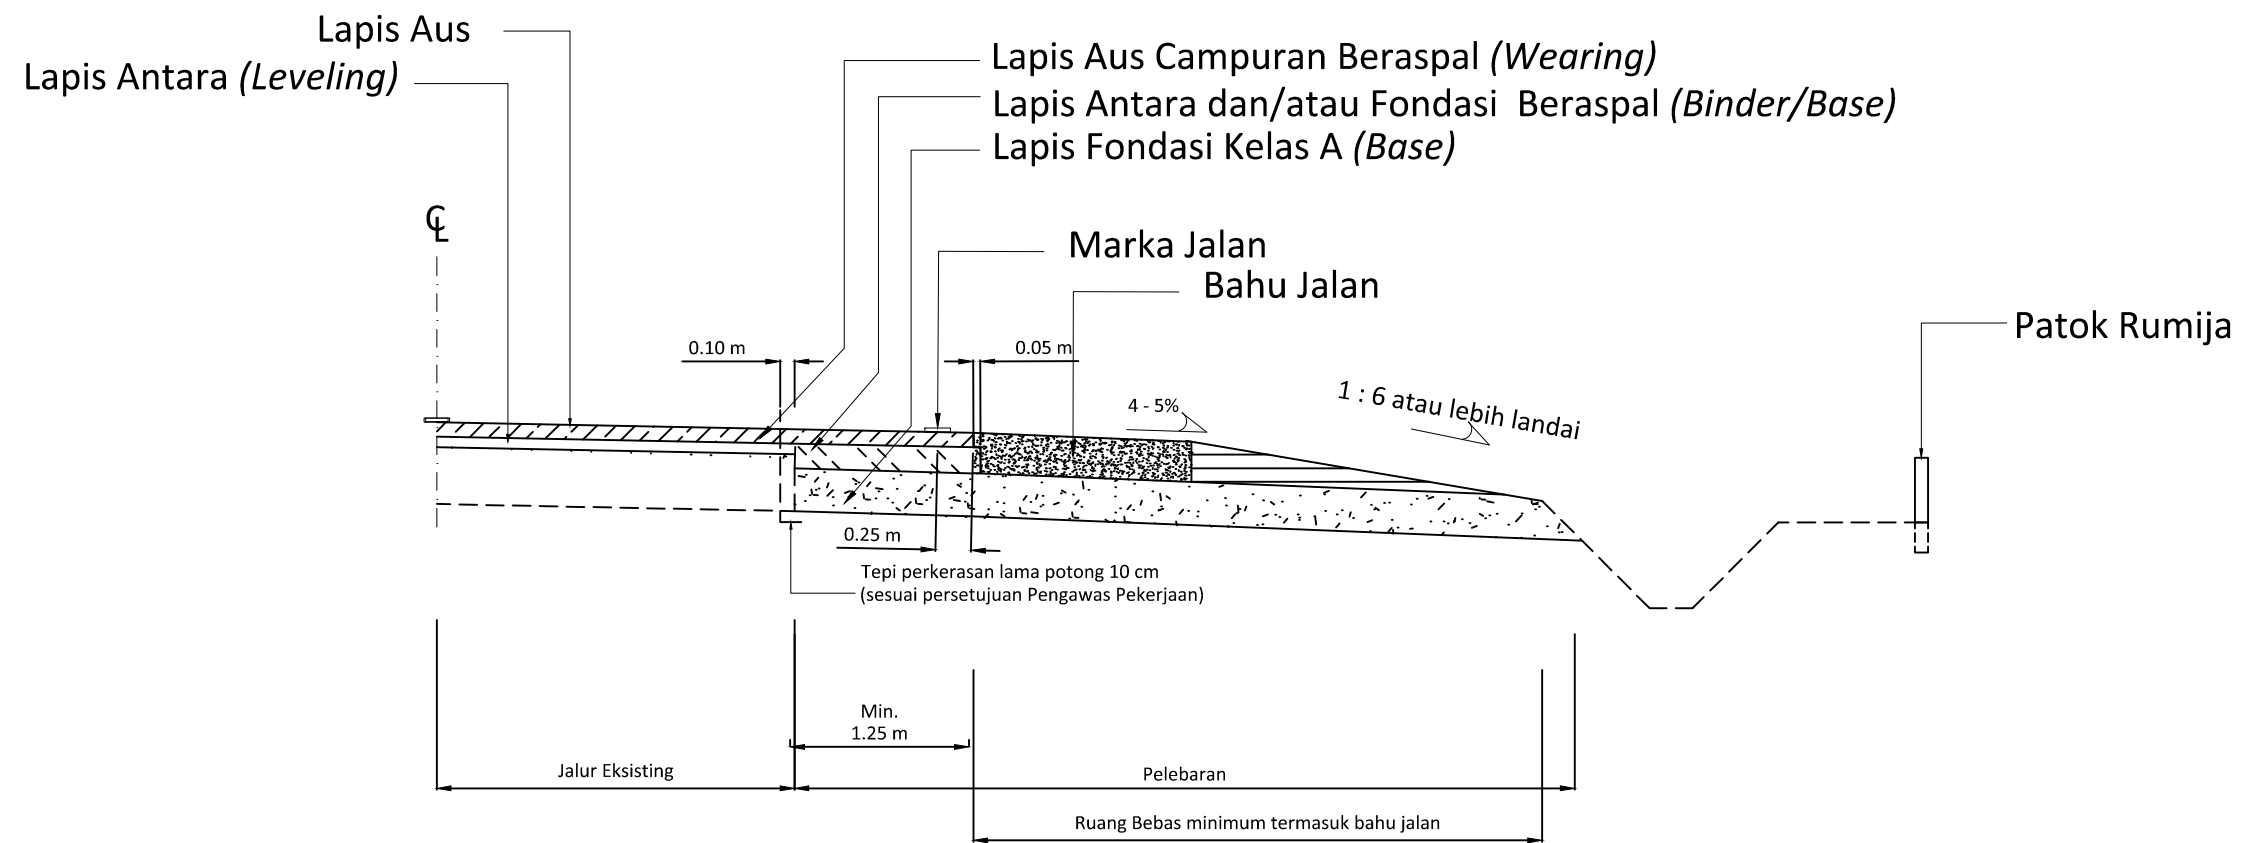 Lapis Aus
Lapis Antara (Leveling)
Lapis Aus Campuran Beraspal (Wearing)
Lapis Antara dan/atau Fondasi Beraspal (Binder/Base)
Lapis Fondasi Kelas A (Base)
CL
Marka Jalan
Bahu Jalan
Patok Rumija
0.10 m
0.05 m
4 - 5%
1 : 6 atau lebih landai
0.25 m
Tepi perkerasan lama potong 10 cm
(sesuai persetujuan Pengawas Pekerjaan)
Min.
1.25 m
Jalur Eksisting
Pelebaran
Ruang Bebas minimum termasuk bahu jalan